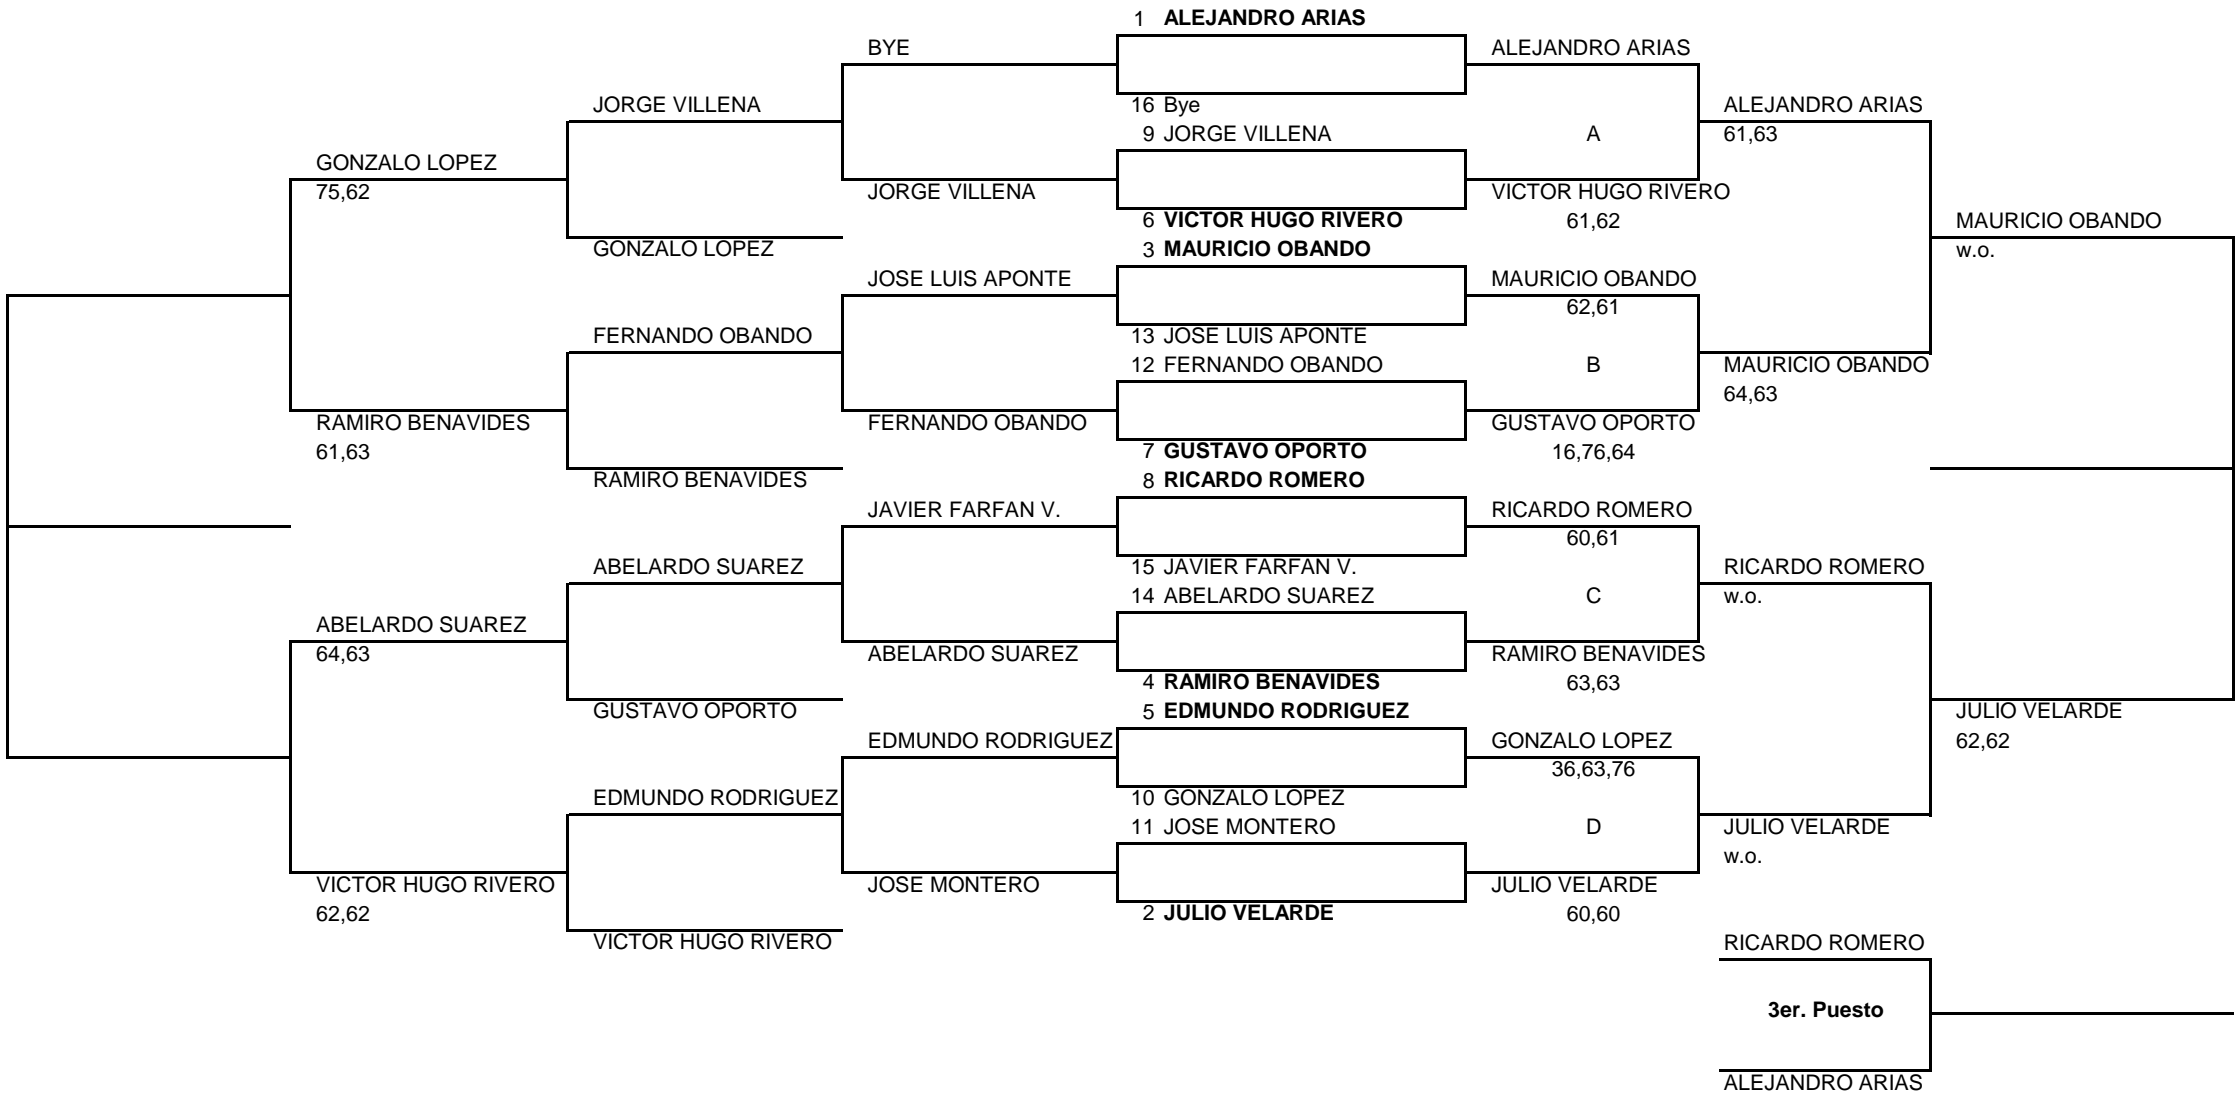 1 ALEJANDRO ARIAS
BYE
ALEJANDRO ARIAS
JORGE VILLENA
16 Bye
ALEJANDRO ARIAS
9 JORGE VILLENA
A
61,63
GONZALO LOPEZ
75,62
JORGE VILLENA
VICTOR HUGO RIVERO
6 VICTOR HUGO RIVERO
61,62
MAURICIO OBANDO
GONZALO LOPEZ
3 MAURICIO OBANDO
w.o.
JOSE LUIS APONTE
MAURICIO OBANDO
62,61
FERNANDO OBANDO
13 JOSE LUIS APONTE
12 FERNANDO OBANDO
B
MAURICIO OBANDO
64,63
RAMIRO BENAVIDES
FERNANDO OBANDO
GUSTAVO OPORTO
61,63
7 GUSTAVO OPORTO
16,76,64
RAMIRO BENAVIDES
8 RICARDO ROMERO
JAVIER FARFAN V.
RICARDO ROMERO
60,61
ABELARDO SUAREZ
15 JAVIER FARFAN V.
RICARDO ROMERO
14 ABELARDO SUAREZ
C
w.o.
ABELARDO SUAREZ
64,63
ABELARDO SUAREZ
RAMIRO BENAVIDES
4 RAMIRO BENAVIDES
63,63
GUSTAVO OPORTO
5 EDMUNDO RODRIGUEZ
JULIO VELARDE
EDMUNDO RODRIGUEZ
GONZALO LOPEZ
62,62
36,63,76
EDMUNDO RODRIGUEZ
10 GONZALO LOPEZ
11 JOSE MONTERO
D
JULIO VELARDE
w.o.
VICTOR HUGO RIVERO
JOSE MONTERO
JULIO VELARDE
62,62
2 JULIO VELARDE
60,60
VICTOR HUGO RIVERO
RICARDO ROMERO
3er. Puesto
ALEJANDRO ARIAS